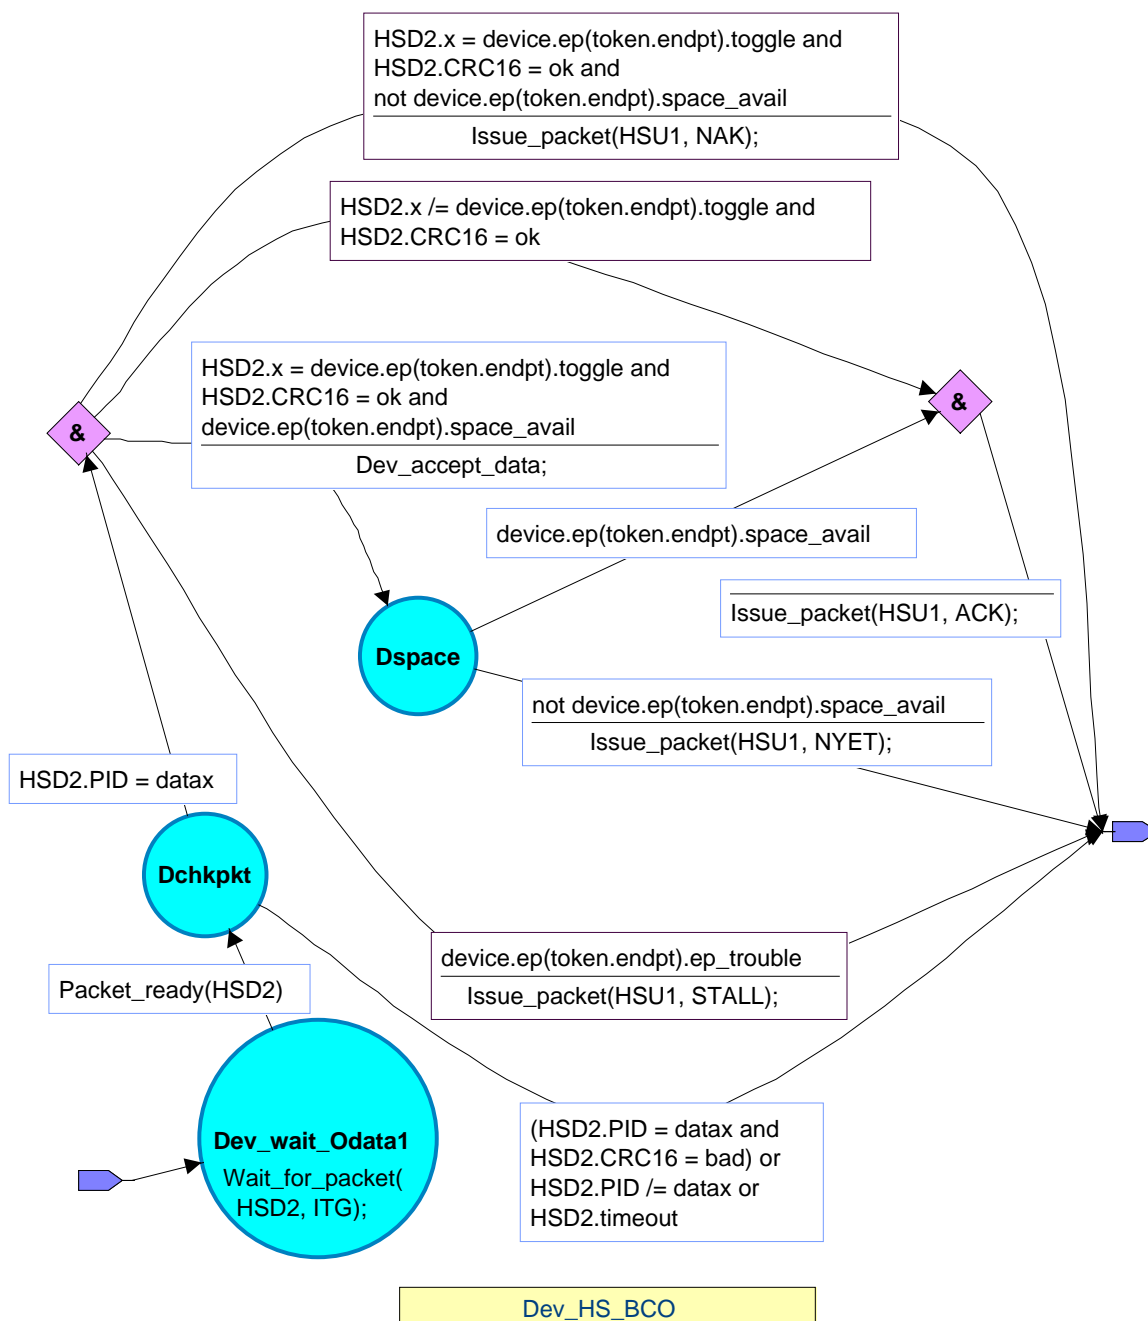 HSD2.x = device.ep(token.endpt).toggle and
HSD2.CRC16 = ok and
not device.ep(token.endpt).space_avail
Issue_packet(HSU1, NAK);
HSD2.x /= device.ep(token.endpt).toggle and
HSD2.CRC16 = ok
HSD2.x = device.ep(token.endpt).toggle and
HSD2.CRC16 = ok and
device.ep(token.endpt).space_avail
Dev_accept_data;
&
&
device.ep(token.endpt).space_avail
Issue_packet(HSU1, ACK);
Dspace
not device.ep(token.endpt).space_avail
Issue_packet(HSU1, NYET);
HSD2.PID = datax
Dchkpkt
device.ep(token.endpt).ep_trouble
Issue_packet(HSU1, STALL);
Packet_ready(HSD2)
Dev_wait_Odata1
Wait_for_packet(
HSD2, ITG);
(HSD2.PID = datax and
HSD2.CRC16 = bad) or
HSD2.PID /= datax or
HSD2.timeout
Dev_HS_BCO